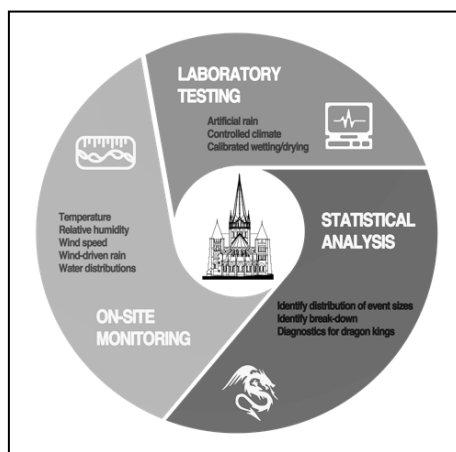 LABORATORY
TESTING
Artificial rain
Controlled climate
Calibrated wetting/drying
STATISTICAL
ANALYSIS
Identify distribution of event sizes
Identify break-down
Diagnostics for dragon kings
Temperature
Relative humidity
Wind speed
Wind-driven rain
Water distributions
ON-SITE
MONITORING